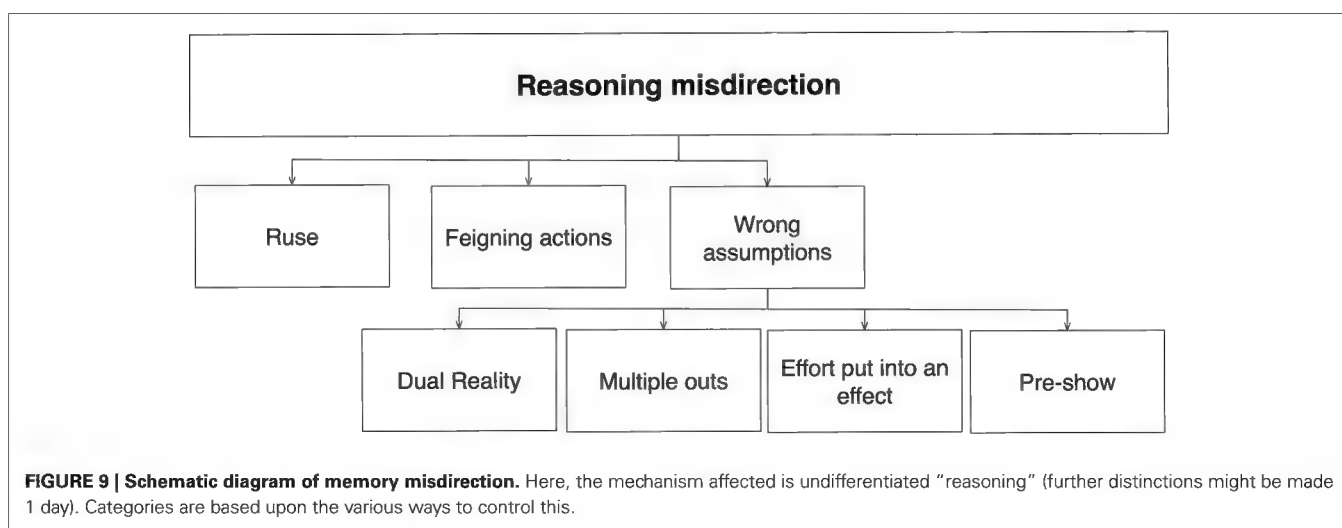 Reasoning misdirection
Ruse
Feigning actions
Wrong
assumptions
Dual Reality
Multiple outs
Effort put into an
effect
Pre-show
FIGURE 9 | Schematic diagram of memory misdirection. Here, the mechanism affected is undifferentiated "reasoning" (further distinctions might be made
1 day). Categories are based upon the various ways to control this.